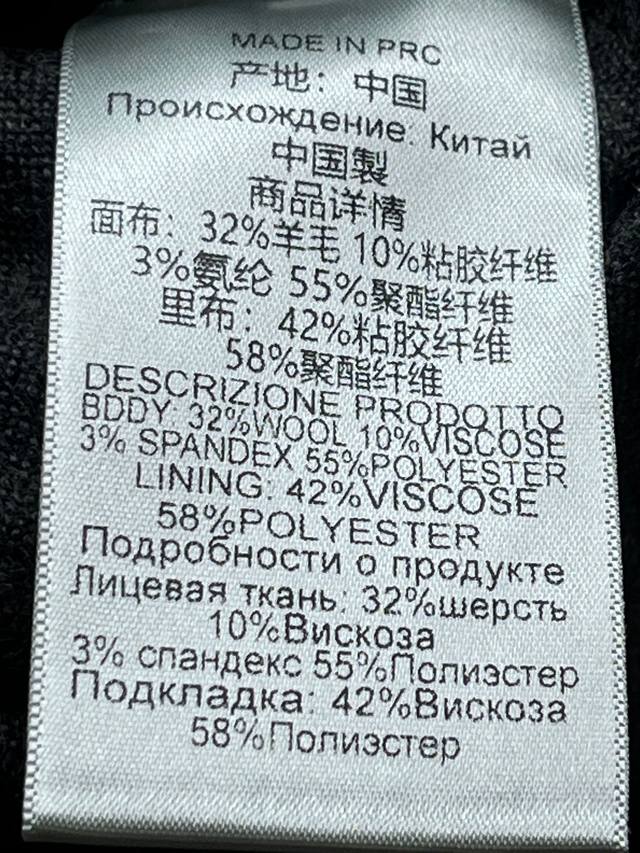 MADE IN PRC
产地：中国
Происхождение: Китай
中国製
商品详情
面布：32%羊毛 10%粘胶纤维
3%氨纶 55%聚酯纤维
里布：42%粘胶纤维
58%聚酯纤维
DESCRIZIONE PRODOTTO
BDDY: 32%WOOL 10%VISCOSE
3% SPANDEX 55%POLYESTER
LINING: 42%VISCOSE
58%POLYESTER
Подробности о продукте
Лицевая ткань: 32%шерсть
10%Вискоза
3% спандекс 55%Полиэстер
Подкладка: 42%Вискоза
58%Полиэстер